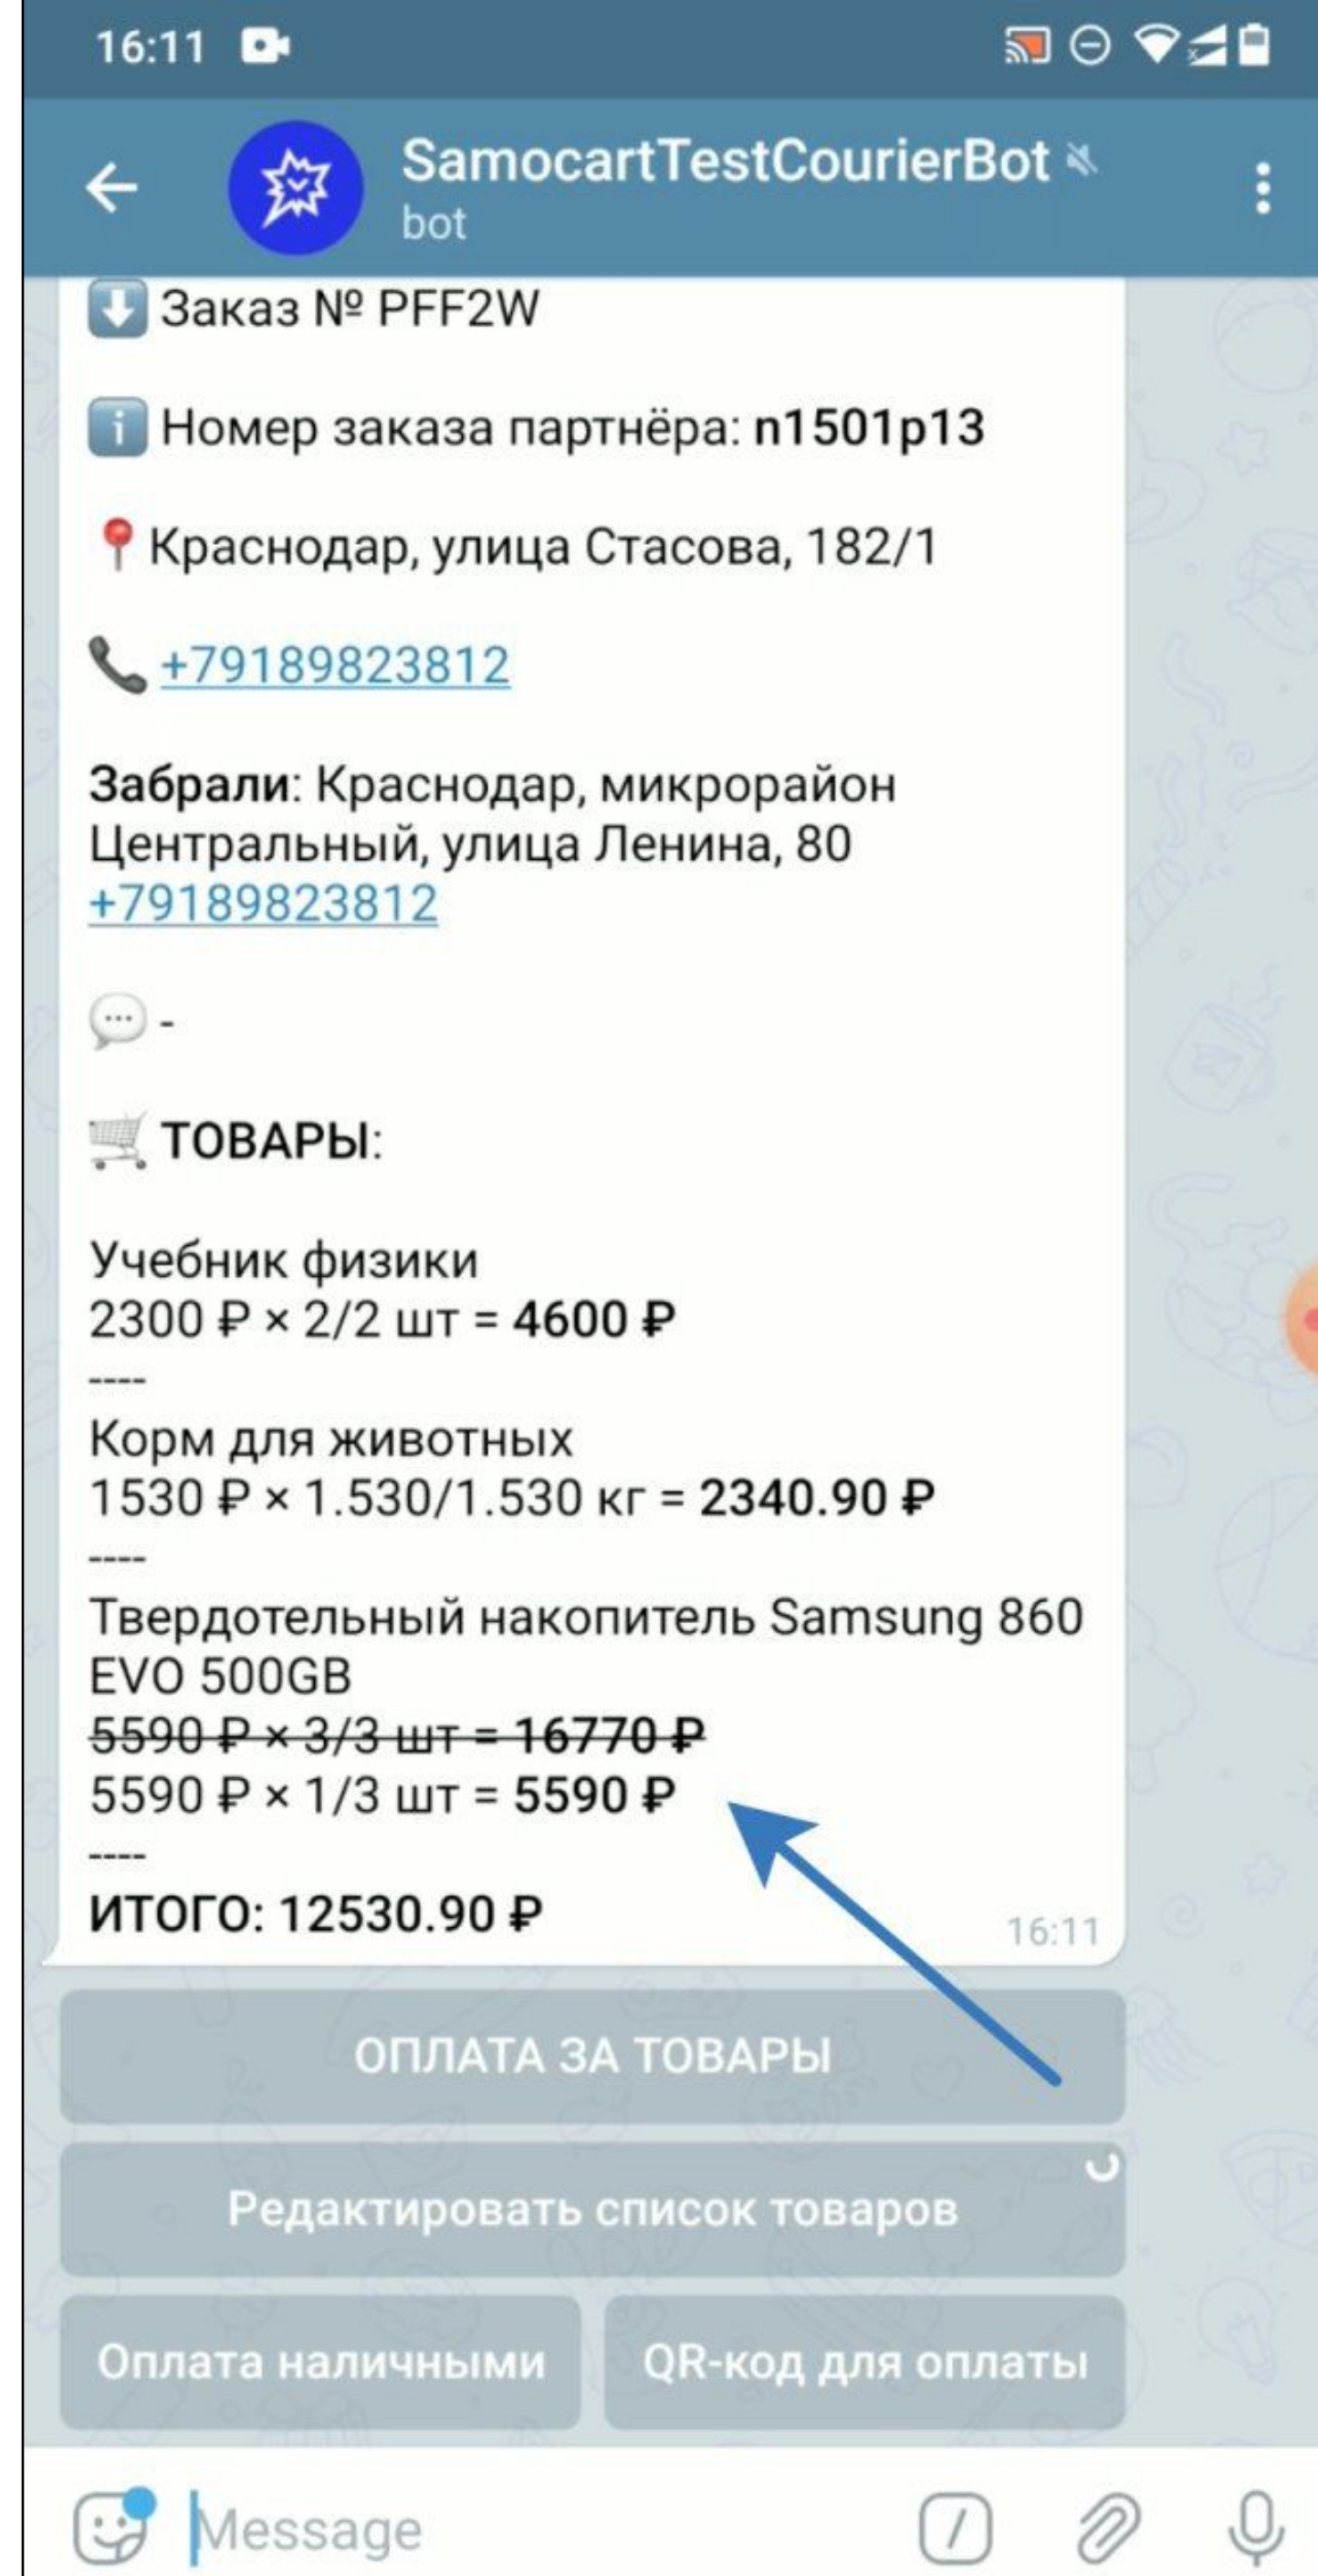 16:11
SamocartTestCourierBot
bot
Заказ № PFF2W
Номер заказа партнёра: n1501p13
Краснодар, улица Стасова, 182/1
+79189823812
Забрали: Краснодар, микрорайон
Центральный, улица Ленина, 80
+79189823812
-
ТОВАРЫ:
Учебник физики
2300 ₽ × 2/2 шт = 4600 ₽
----
Корм для животных
1530 ₽ × 1.530/1.530 кг = 2340.90 ₽
----
Твердотельный накопитель Samsung 860
EVO 500GB
5590 ₽ × 3/3 шт = 16770 ₽
5590 ₽ × 1/3 шт = 5590 ₽
----
ИТОГО: 12530.90 ₽
16:11
ОПЛАТА ЗА ТОВАРЫ
Редактировать список товаров
Оплата наличными QR-код для оплаты
Message